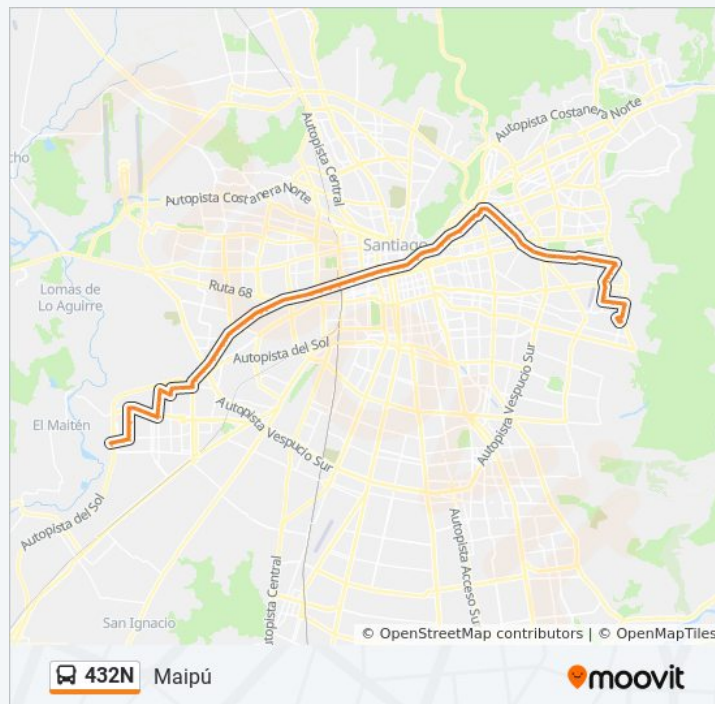 Autopista Costanera Norte
Autopista Central
cho
Autopista Costanera Norte
Santiago
Ruta 68
Lomas de
Lo Aguirre
Autopista del Sol
El Maitén
Autopista Vespucio Sur
Autopista Vespucio Sur
Autopista del Sol
Autopista Acceso Su
utopista Central
San Ignacio
© OpenStreetMap contributors | © OpenMapTiles
432N Maipú
moovit